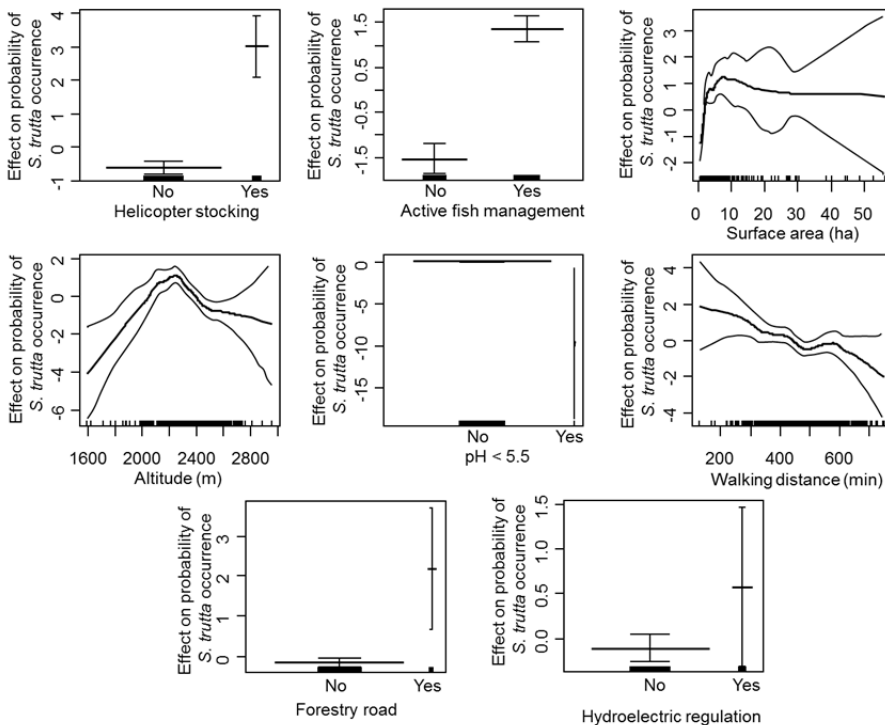 Effect on probability of
S. trutta occurrence
4
3
2
1
0
-1
No Yes
Helicopter stocking
Effect on probability of
S. trutta occurrence
1.5
0.5
-0.5
-1.5
No Yes
Active fish management
Effect on probability of
S. trutta occurrence
3
2
1
0
-1
-2
0 10 20 30 40 50
Surface area (ha)
Effect on probability of
S. trutta occurrence
2
0
-2
-4
-6
1600 2000 2400 2800
Altitude (m)
Effect on probability of
S. trutta occurrence
0
-5
-10
-15
No Yes
pH < 5.5
Effect on probability of
S. trutta occurrence
4
2
0
-2
-4
200 400 600
Walking distance (min)
Effect on probability of
S. trutta occurrence
3
2
1
0
No Yes
Forestry road
Effect on probability of
S. trutta occurrence
1.5
1.0
0.5
0.0
No Yes
Hydroelectric regulation